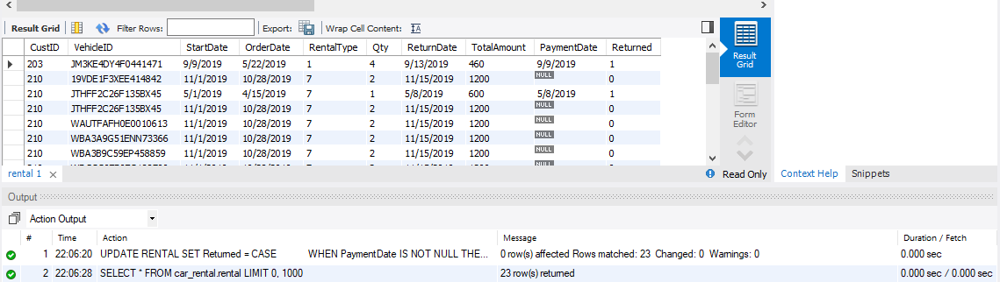 Result Grid Filter Rows: Export: Wrap Cell Content:
CustID VehicleID StartDate OrderDate RentalType Qty ReturnDate TotalAmount PaymentDate Returned
203 JM3KE4DY4F0441471 9/9/2019 5/22/2019 1 4 9/13/2019 460 9/9/2019 1
210 19VDE1F3XEE414842 11/1/2019 10/28/2019 7 2 11/15/2019 1200 NULL 0
210 JTHFF2C26F135BX45 5/1/2019 4/15/2019 7 1 5/8/2019 600 5/8/2019 1
210 JTHFF2C26F135BX45 11/1/2019 10/28/2019 7 2 11/15/2019 1200 NULL 0
210 WAUTFAFH0E0010613 11/1/2019 10/28/2019 7 2 11/15/2019 1200 NULL 0
210 WBA3A9G51ENN73366 11/1/2019 10/28/2019 7 2 11/15/2019 1200 NULL 0
210 WBA3B9C59EP458859 11/1/2019 10/28/2019 7 2 11/15/2019 1200 NULL 0
Result
Grid
Form
Editor
rental 1 Read Only Context Help Snippets
Output
Action Output
# Time Action Message Duration / Fetch
1 22:06:20 UPDATE RENTAL SET Returned = CASE WHEN PaymentDate IS NOT NULL THE... 0 row(s) affected Rows matched: 23 Changed: 0 Warnings: 0 0.000 sec
2 22:06:28 SELECT * FROM car_rental.rental LIMIT 0, 1000 23 row(s) returned 0.000 sec / 0.000 sec